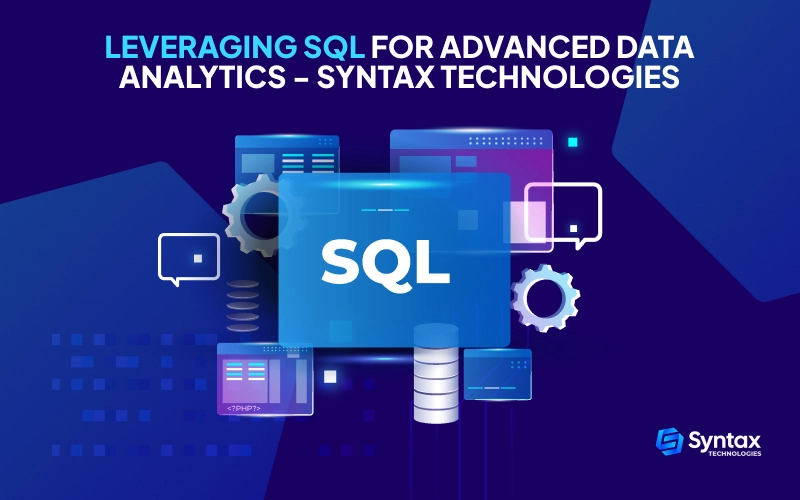 LEVERAGING SQL FOR ADVANCED DATA
ANALYTICS – SYNTAX TECHNOLOGIES
SQL
<?PHP?>
Syntax
TECHNOLOGIES